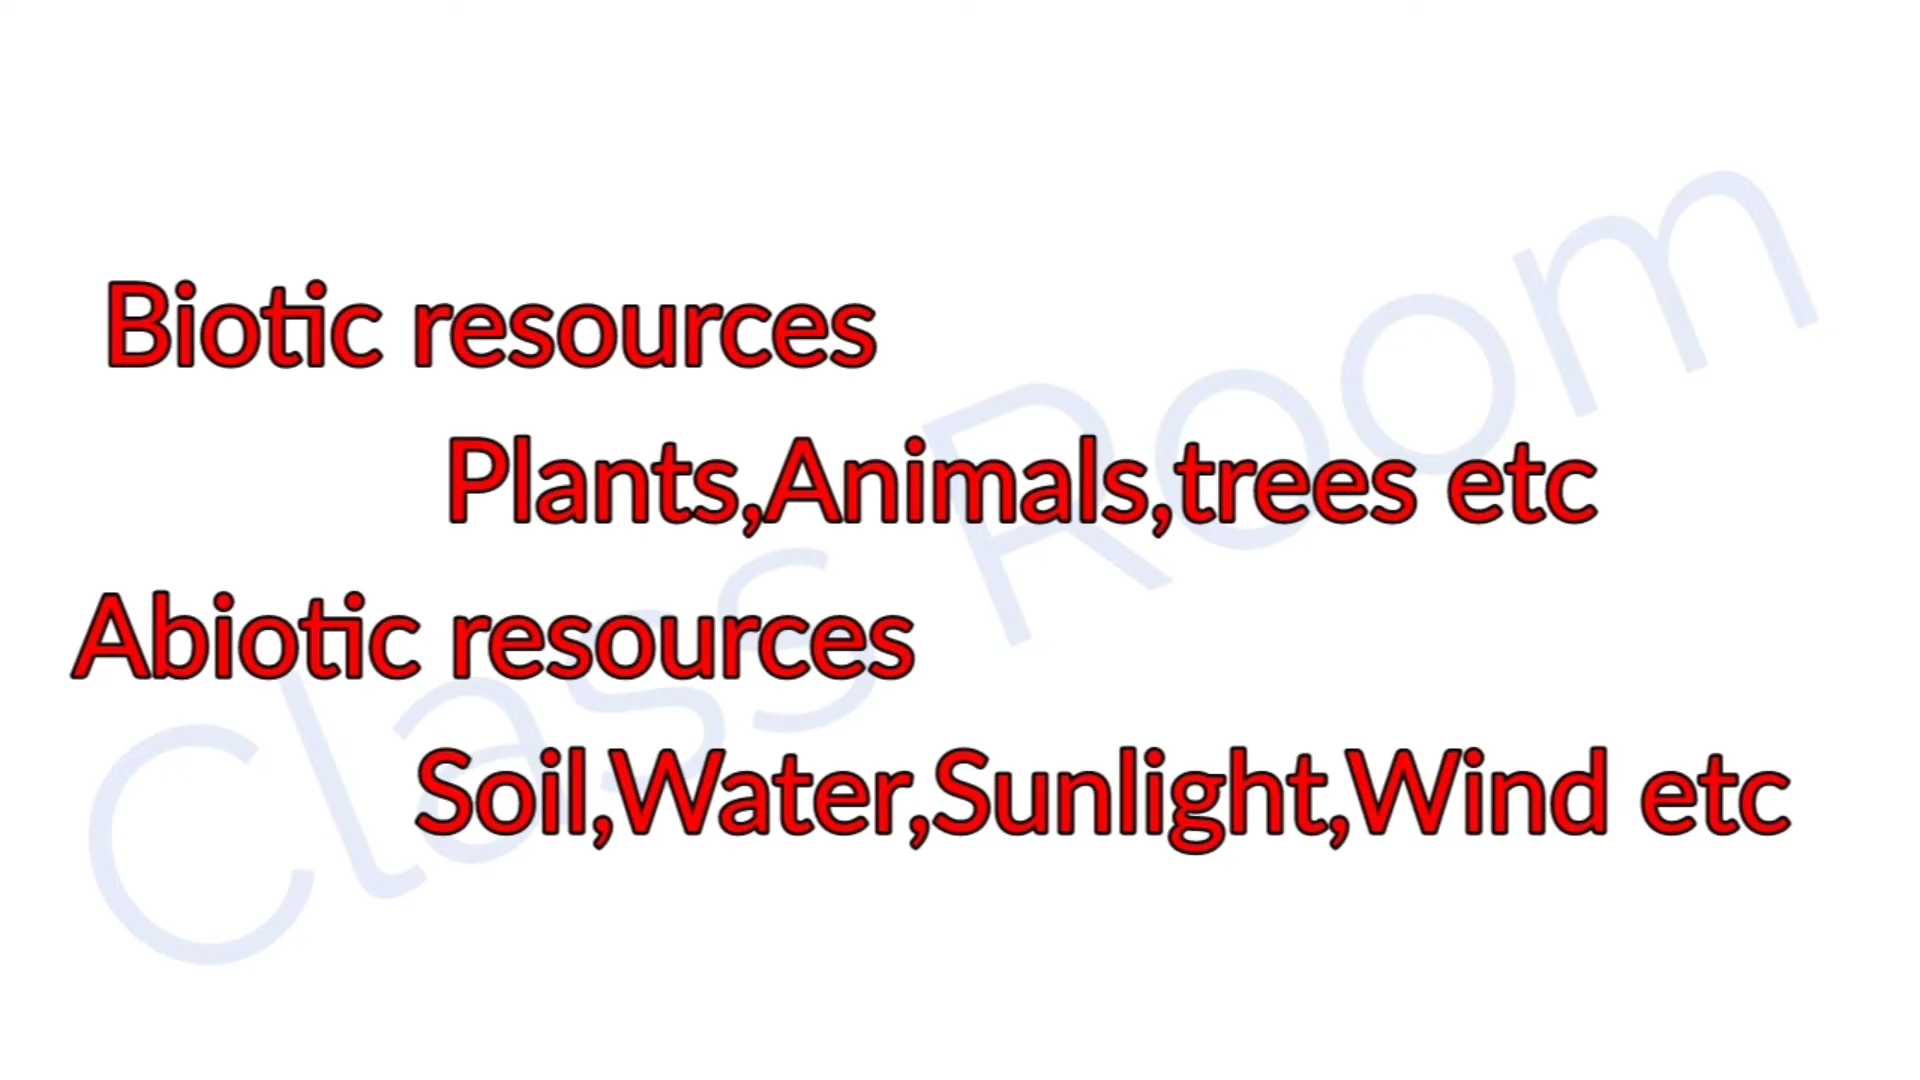 Biotic resources
Plants,Animals,trees etc
Abiotic resources
Soil,Water,Sunlight,Wind etc
Class Room